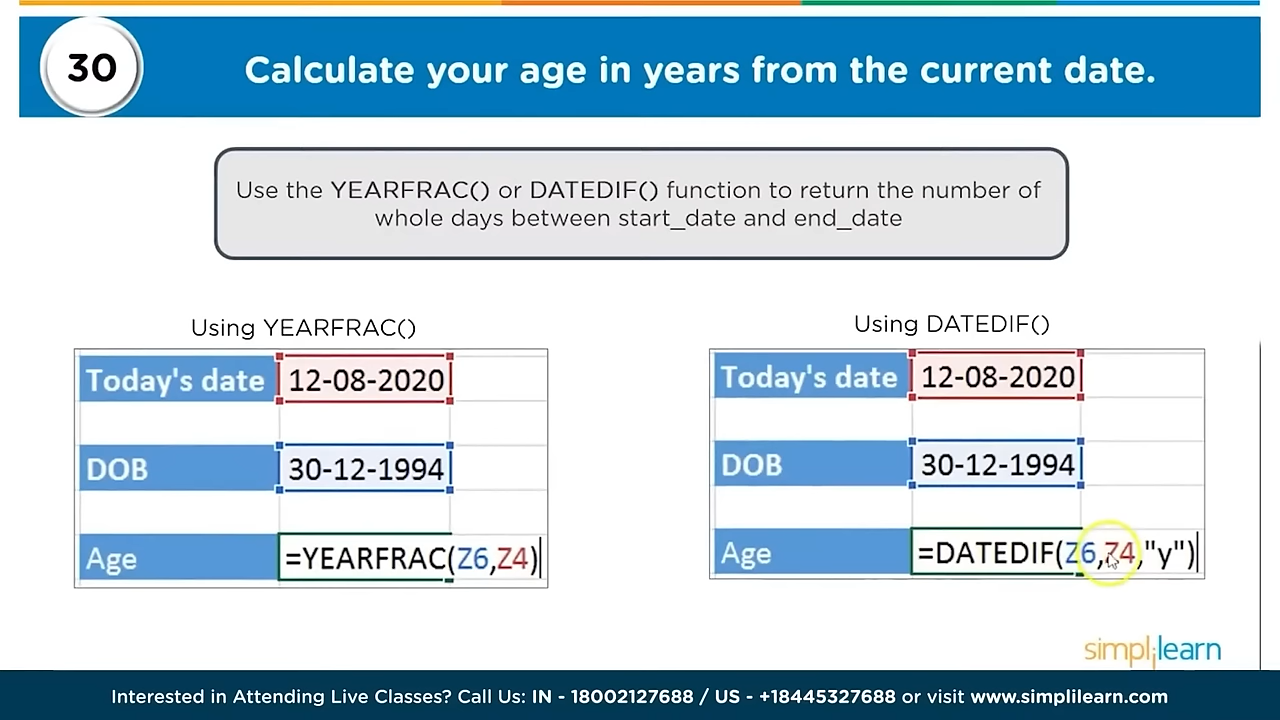 30
Calculate your age in years from the current date.
Use the YEARFRAC() or DATEDIF() function to return the number of
whole days between start_date and end_date
Using YEARFRAC()
Today's date 12-08-2020
DOB 30-12-1994
Age =YEARFRAC(Z6,Z4)
Using DATEDIF()
Today's date 12-08-2020
DOB 30-12-1994
Age =DATEDIF(Z6,Z4,"y")
simplilearn
Interested in Attending Live Classes? Call Us: IN - 18002127688 / US - +18445327688 or visit www.simplilearn.com